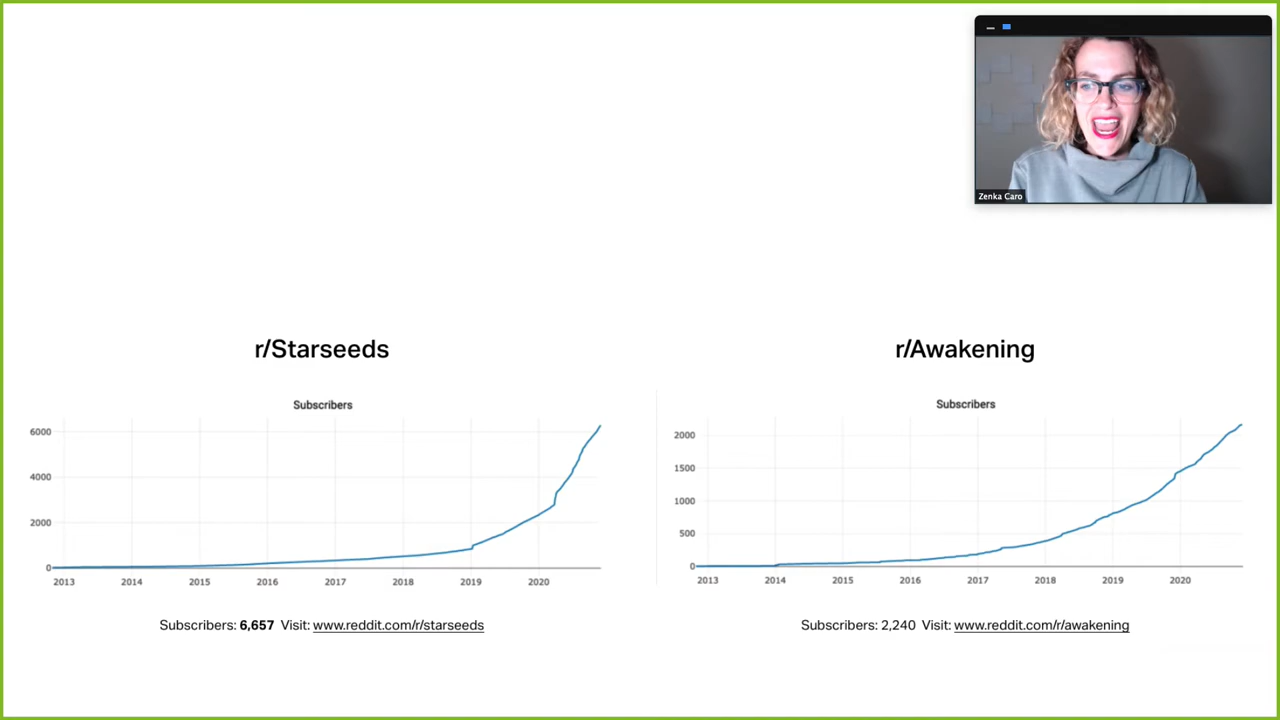 Zenka Caro
r/Starseeds
Subscribers
6000
4000
2000
0
2013 2014 2015 2016 2017 2018 2019 2020
Subscribers: 6,657 Visit: www.reddit.com/r/starseeds
r/Awakening
Subscribers
2000
1500
1000
500
0
2013 2014 2015 2016 2017 2018 2019 2020
Subscribers: 2,240 Visit: www.reddit.com/r/awakening